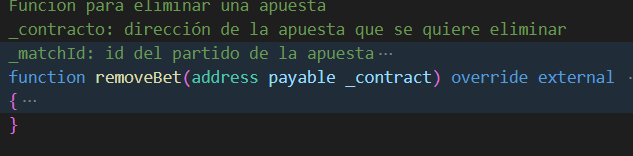 Funcion para eliminar una apuesta
_contracto: dirección de la apuesta que se quiere eliminar
_matchId: id del partido de la apuesta···
function removeBet(address payable _contract) override external ·
{···
}